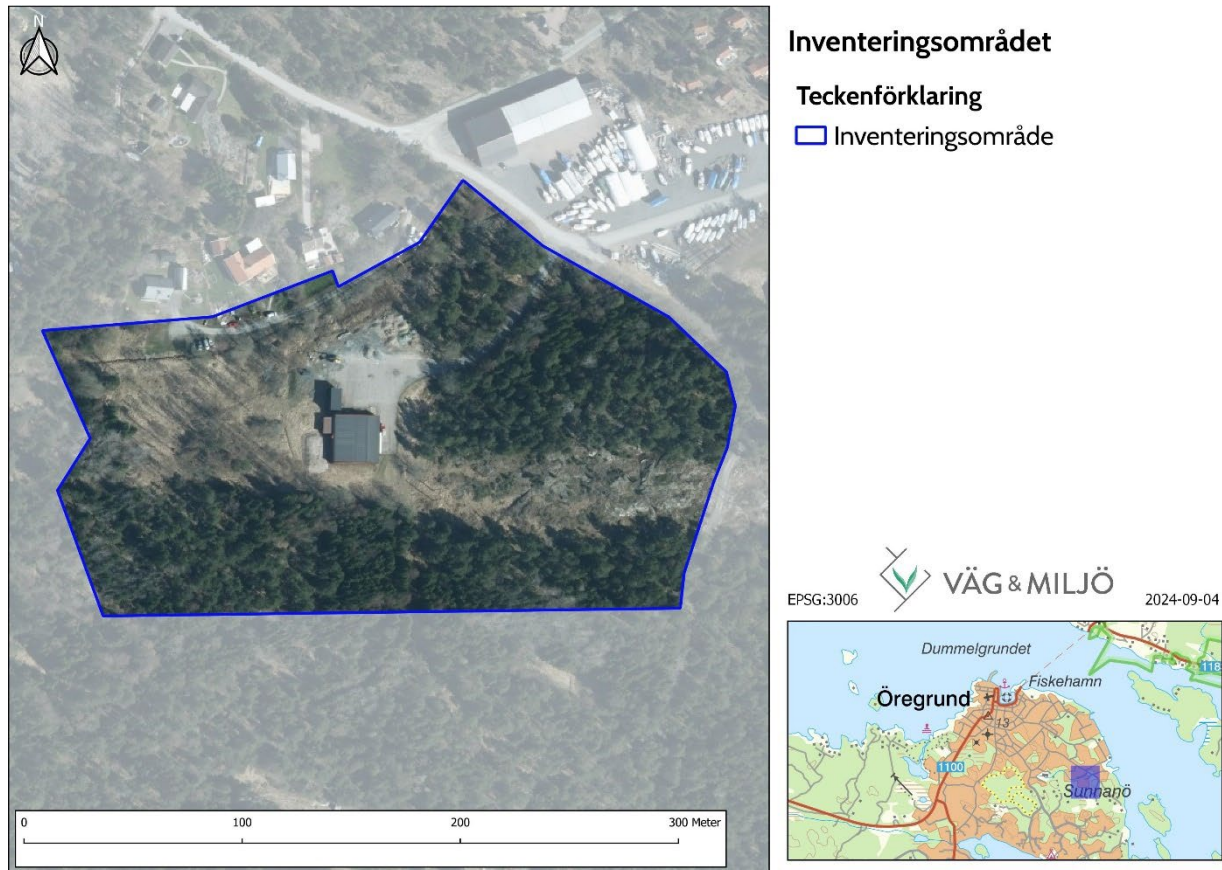 N
Inventeringsområdet
Teckenförklaring
Inventeringsområde
0 100 200 300 Meter
VÄG & MILJÖ
EPSG:3006 2024-09-04
Dummelgrundet
118
Fiskehamn
Öregrund
13
1100
Sunnanö